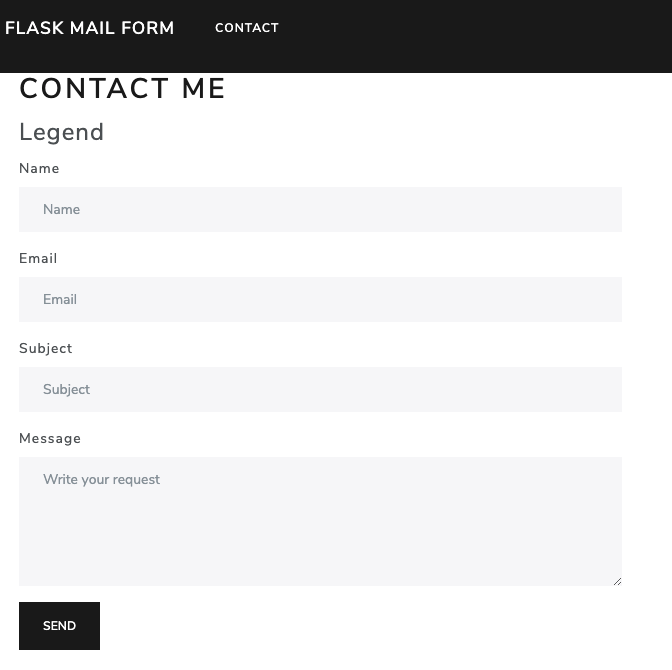 FLASK MAIL FORM CONTACT
CONTACT ME
Legend
Name
Name
Email
Email
Subject
Subject
Message
Write your request
SEND